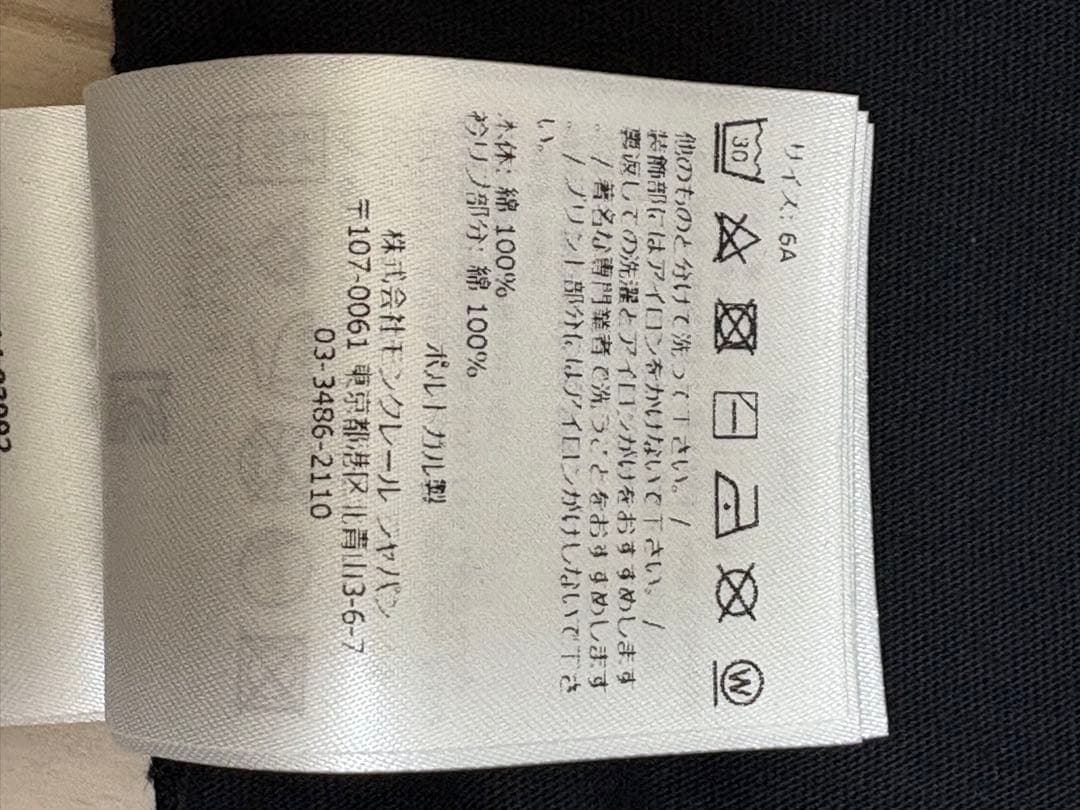 サイズ: 6A
30
W
他のものと分けて洗って下さい。 /
装飾部にはアイロンをかけないで下さい。 /
裏返しての洗濯とアイロンがけをおすすめします
。 / 著名な専門業者で洗うことをおすすめします
。 / プリント部分にはアイロンがけしないで下さ
い。
本体: 綿 100%
衿リブ部分: 綿 100%
ポルトガル製
株式会社モンクレール ジャパン
〒107-0061 東京都港区北青山3-6-7
03-3486-2110